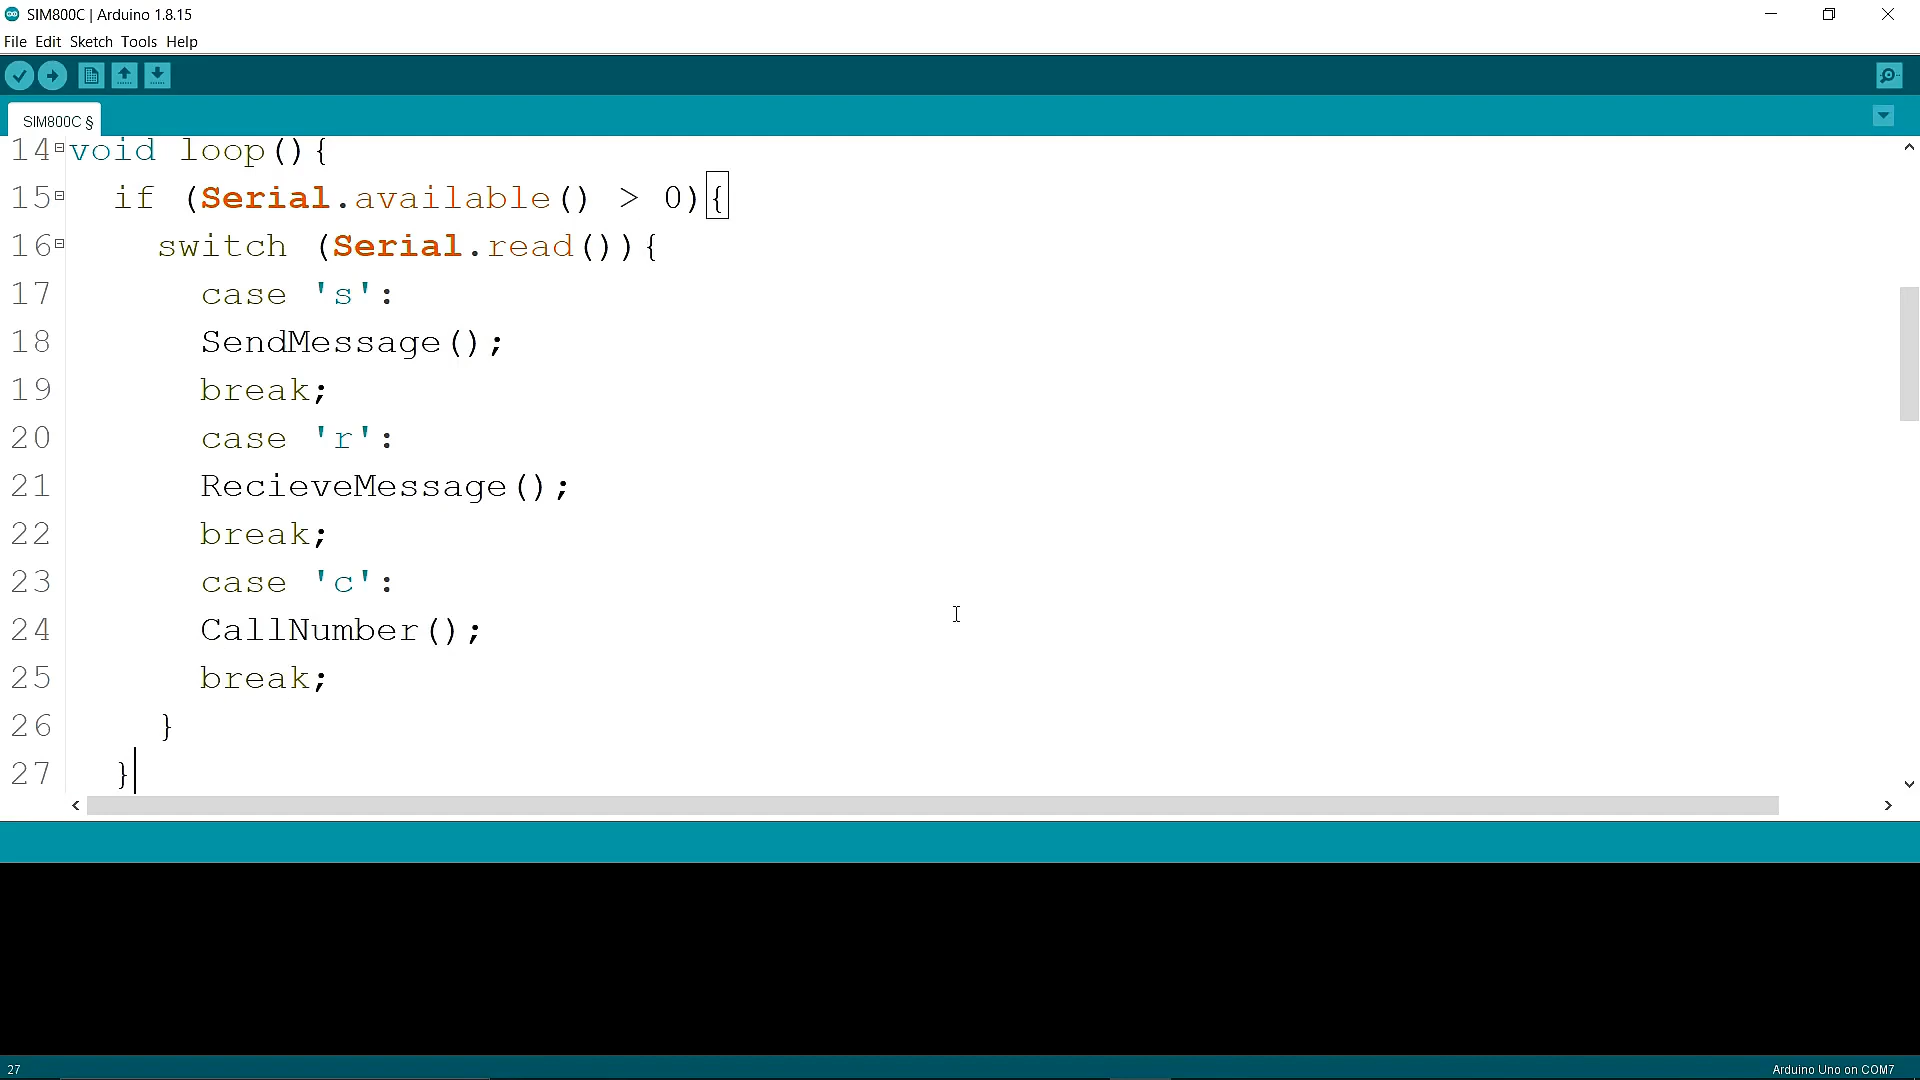 SIM800C | Arduino 1.8.15
File Edit Sketch Tools Help
SIM800C §
14 void loop(){
15   if (Serial.available() > 0){
16     switch (Serial.read()){
17       case 's':
18       SendMessage();
19       break;
20       case 'r':
21       RecieveMessage();
22       break;
23       case 'c':
24       CallNumber();
25       break;
26     }
27   }
27
Arduino Uno on COM7